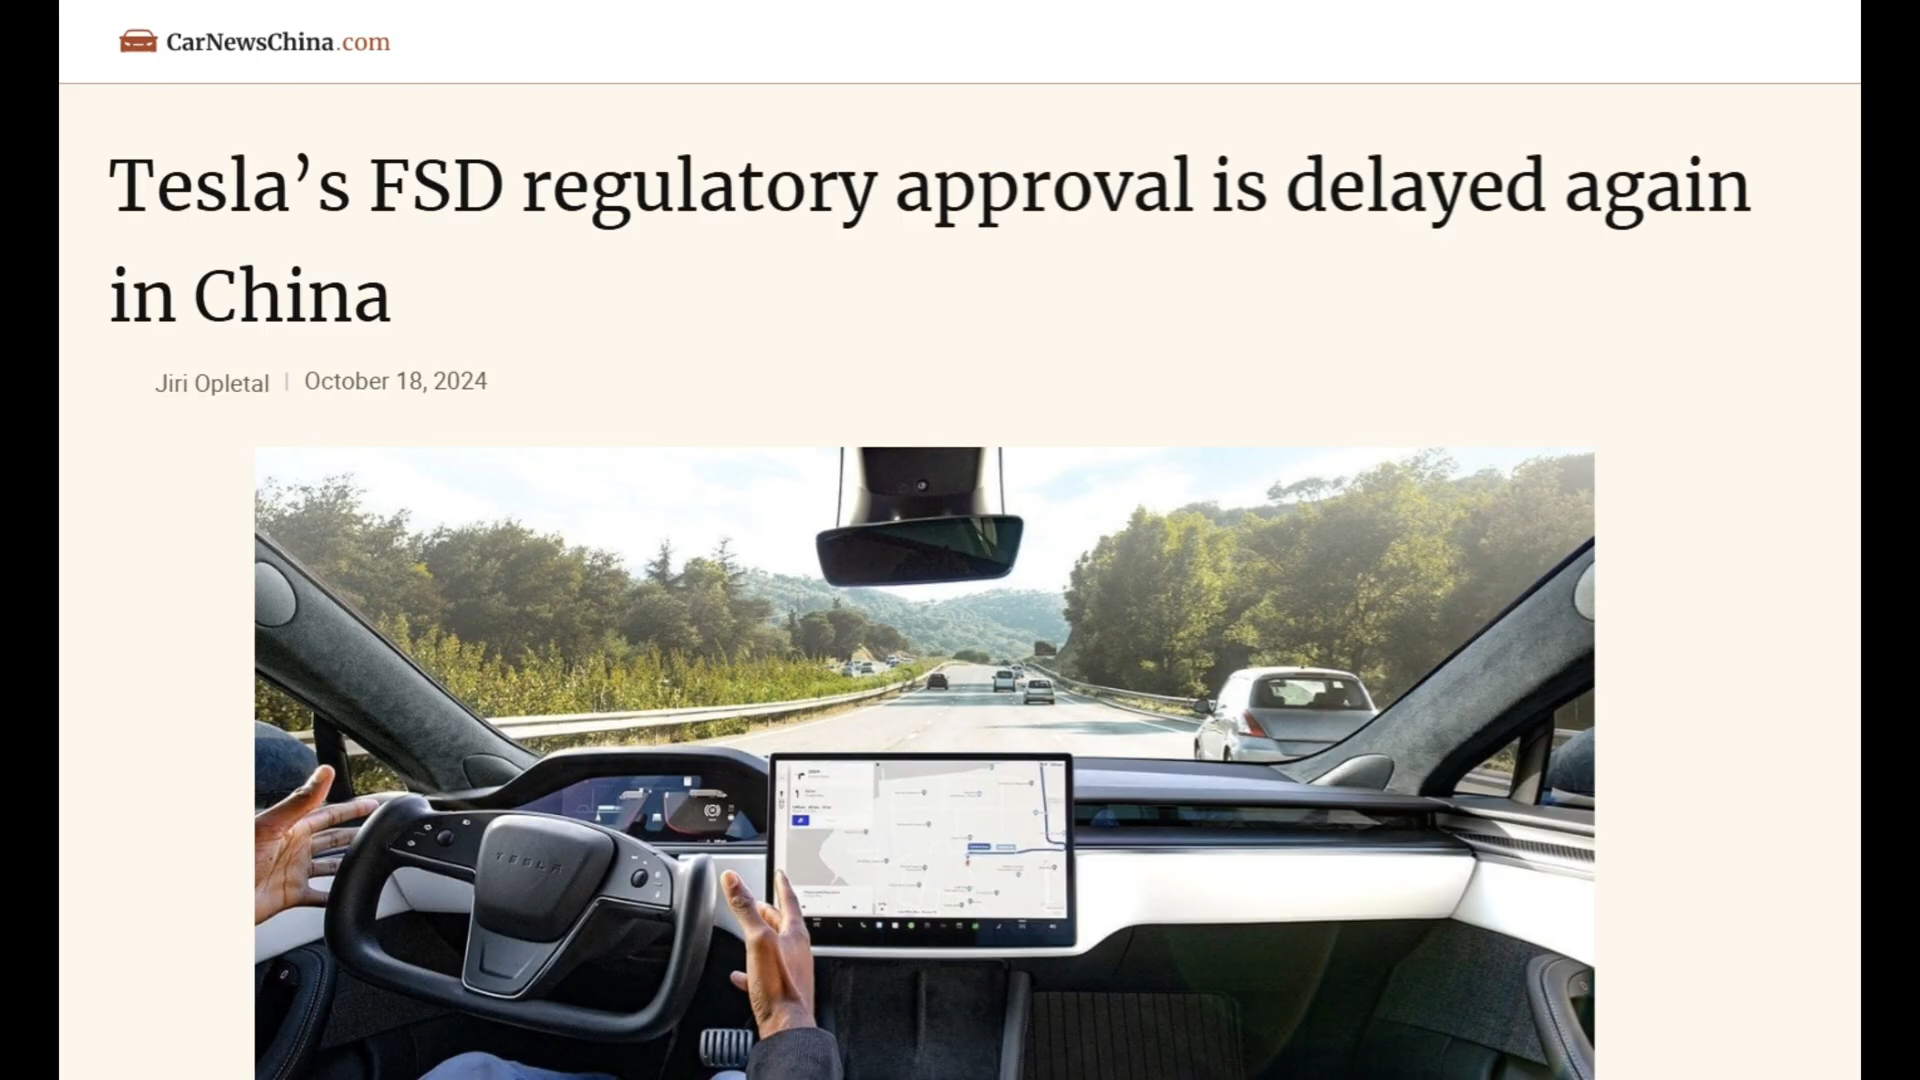 CarNewsChina.com
Tesla’s FSD regulatory approval is delayed again
in China
Jiri Opletal | October 18, 2024
TESLA